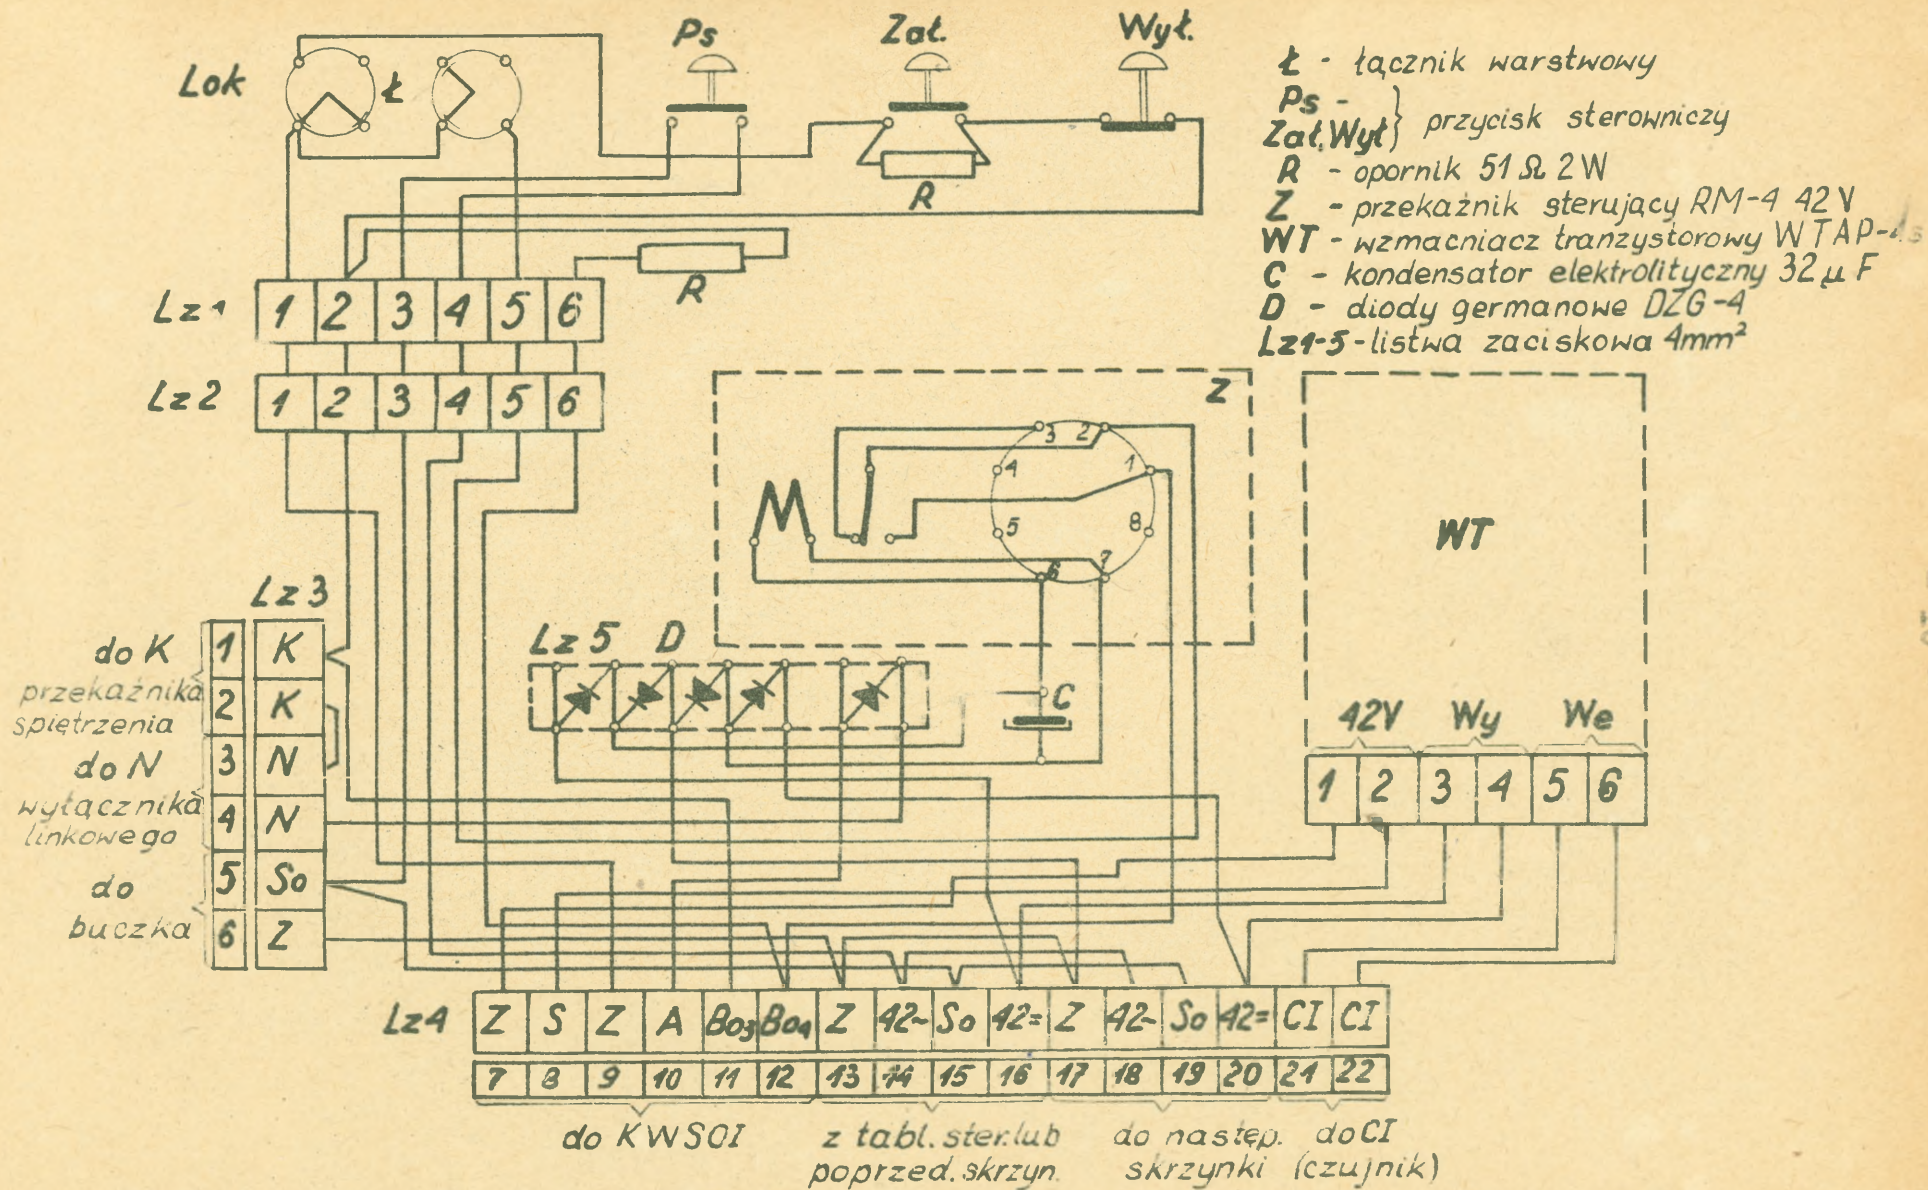 Lok
Ł
Ps
Zał.
Wył.
R
R
Ł - łącznik warstwowy
Ps -
Zał, Wył } przycisk sterowniczy
R - opornik 51 Ω 2 W
Z - przekaźnik sterujący RM-4 42 V
WT - wzmacniacz tranzystorowy WTAP-
C - kondensator elektrolityczny 32 µF
D - diody germanowe DZG-4
Lz1-5 - listwa zaciskowa 4mm²
Lz1 1 2 3 4 5 6
Lz2 1 2 3 4 5 6
Z
3 2
4 1
5 8
6 7
WT
42V Wy We
1 2 3 4 5 6
Lz5 D
C
Lz3
1 K
2 K
3 N
4 N
5 So
6 Z
do K
przekaźnika
spiętrzenia
do N
wyłącznika
linkowego
do
buczka
Lz4 Z S Z A Bo3 Bo4 Z 42~ So 42= Z 42~ So 42= CI CI
7 8 9 10 11 12 13 14 15 16 17 18 19 20 21 22
do KWSOI
z tabl. ster. lub
poprzed. skrzyn.
do następ.
skrzynki
do CI
(czujnik)